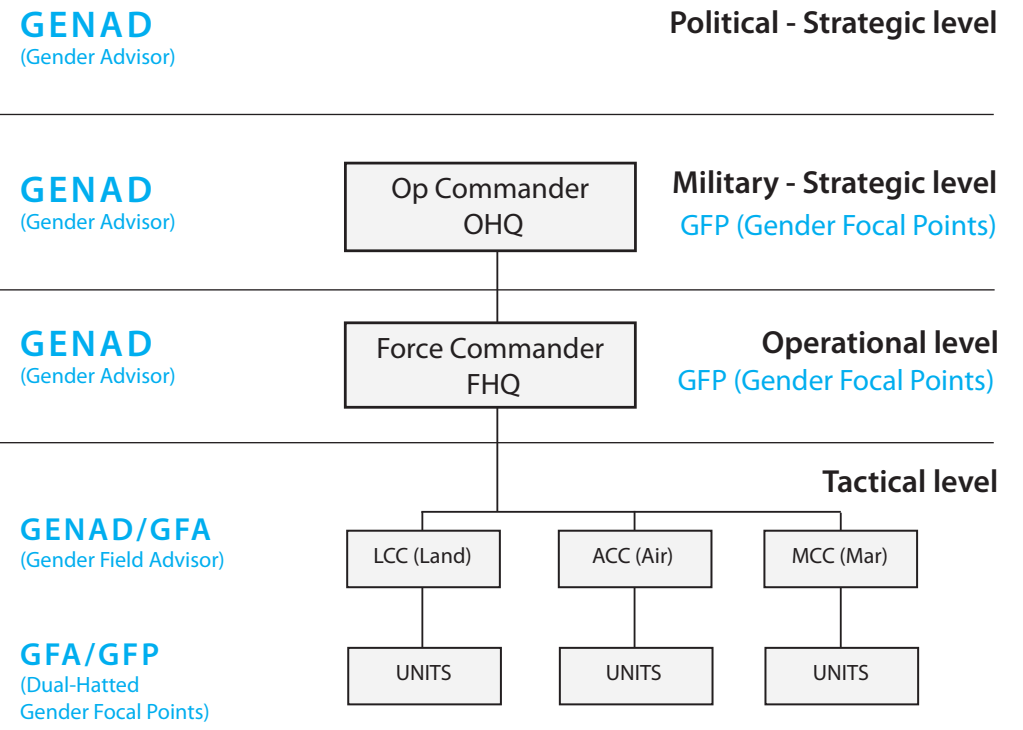 GENAD
(Gender Advisor)
Political - Strategic level
GENAD
(Gender Advisor)
Op Commander
OHQ
Military - Strategic level
GFP (Gender Focal Points)
GENAD
(Gender Advisor)
Force Commander
FHQ
Operational level
GFP (Gender Focal Points)
Tactical level
GENAD/GFA
(Gender Field Advisor)
LCC (Land)
ACC (Air)
MCC (Mar)
GFA/GFP
(Dual-Hatted
Gender Focal Points)
UNITS
UNITS
UNITS